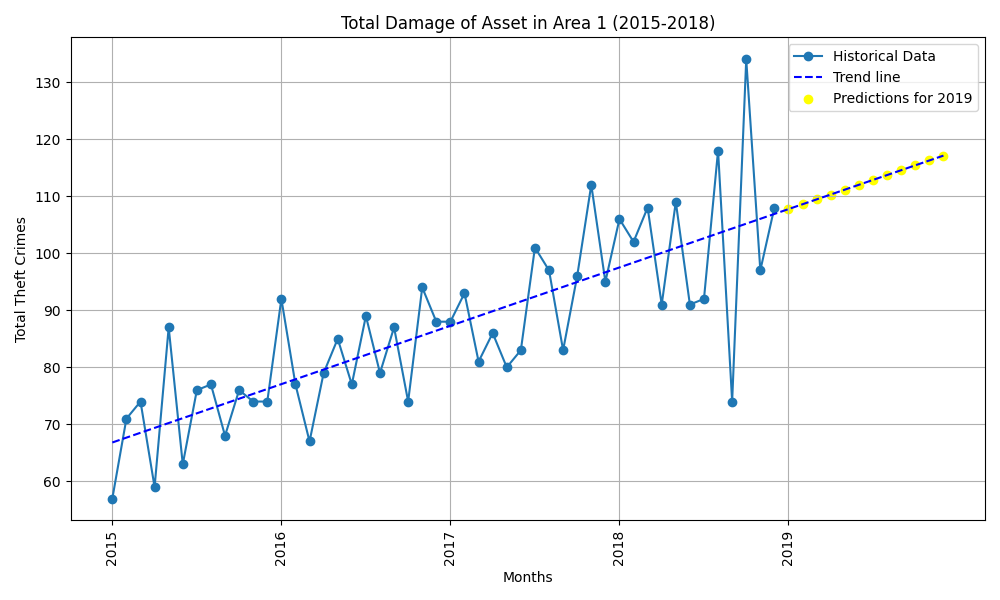 Total Damage of Asset in Area 1 (2015-2018)
Historical Data
Trend line
Predictions for 2019
Total Theft Crimes
130
120
110
100
90
80
70
60
2015
2016
2017
2018
2019
Months